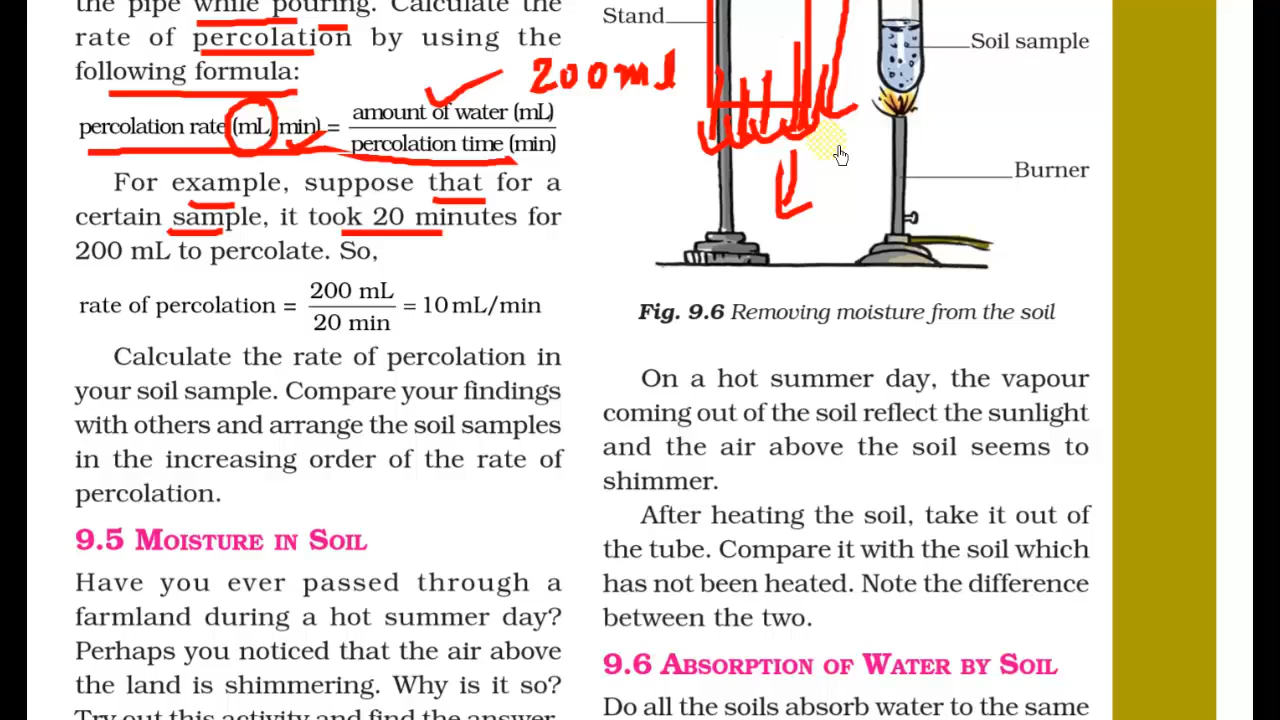 the pipe while pouring. Calculate the
rate of percolation by using the
following formula:
200ml
percolation rate (mL/min) = amount of water (mL) / percolation time (min)
For example, suppose that for a
certain sample, it took 20 minutes for
200 mL to percolate. So,
rate of percolation = 200 mL / 20 min = 10 mL/min
Calculate the rate of percolation in
your soil sample. Compare your findings
with others and arrange the soil samples
in the increasing order of the rate of
percolation.
9.5 MOISTURE IN SOIL
Have you ever passed through a
farmland during a hot summer day?
Perhaps you noticed that the air above
the land is shimmering. Why is it so?
Try out this activity and find the answer.
Stand
Soil sample
Burner
Fig. 9.6 Removing moisture from the soil
On a hot summer day, the vapour
coming out of the soil reflect the sunlight
and the air above the soil seems to
shimmer.
After heating the soil, take it out of
the tube. Compare it with the soil which
has not been heated. Note the difference
between the two.
9.6 ABSORPTION OF WATER BY SOIL
Do all the soils absorb water to the same